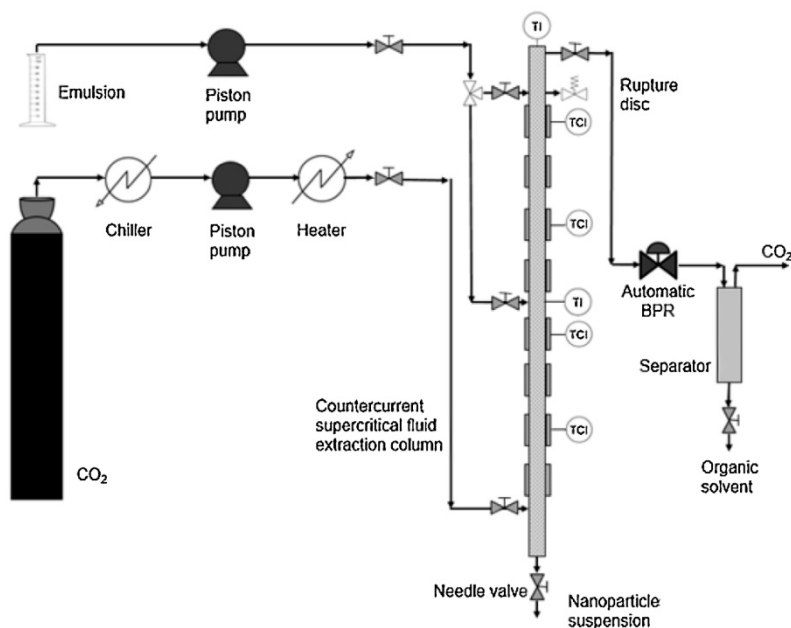 TI
Emulsion
Piston
pump
Rupture
disc
TCI
Chiller
Piston
pump
Heater
TCI
CO2
Automatic
BPR
TI
TCI
Separator
Countercurrent
supercritical fluid
extraction column
TCI
CO2
Organic
solvent
Needle valve
Nanoparticle
suspension